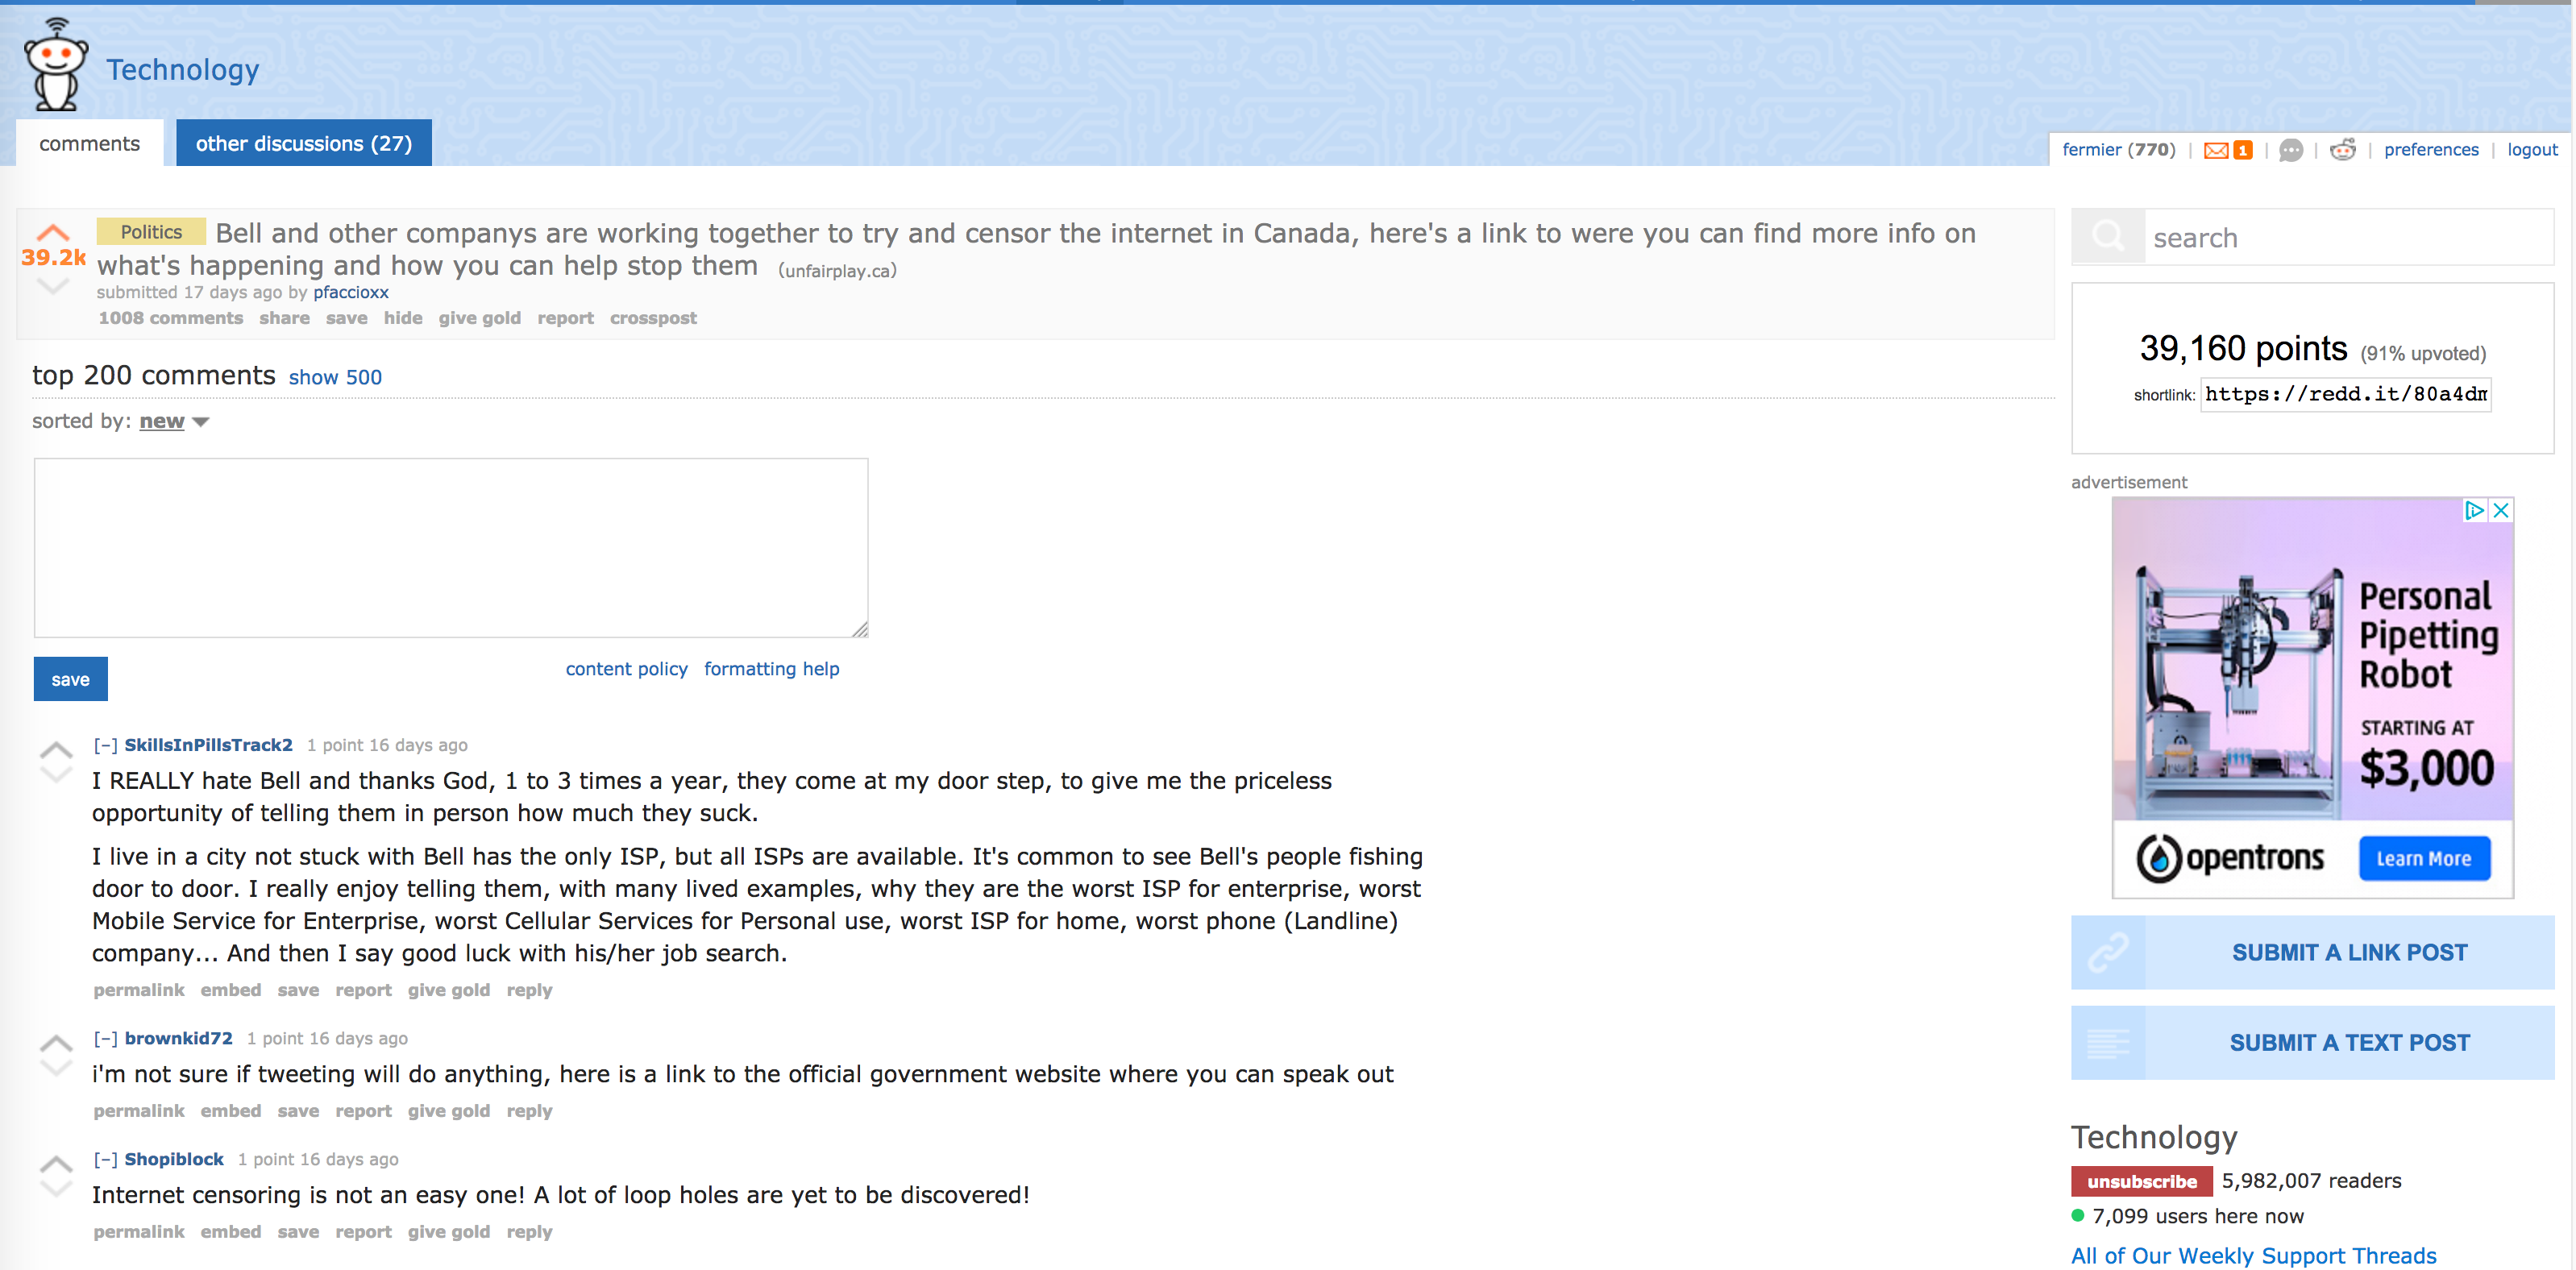 Technology
comments
other discussions (27)
fermier (770) | 1 | | | preferences | logout
39.2k
Politics Bell and other companys are working together to try and censor the internet in Canada, here's a link to were you can find more info on
what's happening and how you can help stop them (unfairplay.ca)
submitted 17 days ago by pfaccioxx
1008 comments share save hide give gold report crosspost
top 200 comments show 500
sorted by: new
save
content policy formatting help
[–] SkillsInPillsTrack2 1 point 16 days ago
I REALLY hate Bell and thanks God, 1 to 3 times a year, they come at my door step, to give me the priceless
opportunity of telling them in person how much they suck.
I live in a city not stuck with Bell has the only ISP, but all ISPs are available. It's common to see Bell's people fishing
door to door. I really enjoy telling them, with many lived examples, why they are the worst ISP for enterprise, worst
Mobile Service for Enterprise, worst Cellular Services for Personal use, worst ISP for home, worst phone (Landline)
company... And then I say good luck with his/her job search.
permalink embed save report give gold reply
[–] brownkid72 1 point 16 days ago
i'm not sure if tweeting will do anything, here is a link to the official government website where you can speak out
permalink embed save report give gold reply
[–] Shopiblock 1 point 16 days ago
Internet censoring is not an easy one! A lot of loop holes are yet to be discovered!
permalink embed save report give gold reply
search
39,160 points (91% upvoted)
shortlink: https://redd.it/80a4dm
advertisement
Personal
Pipetting
Robot
STARTING AT
$3,000
opentrons
Learn More
SUBMIT A LINK POST
SUBMIT A TEXT POST
Technology
unsubscribe 5,982,007 readers
7,099 users here now
All of Our Weekly Support Threads